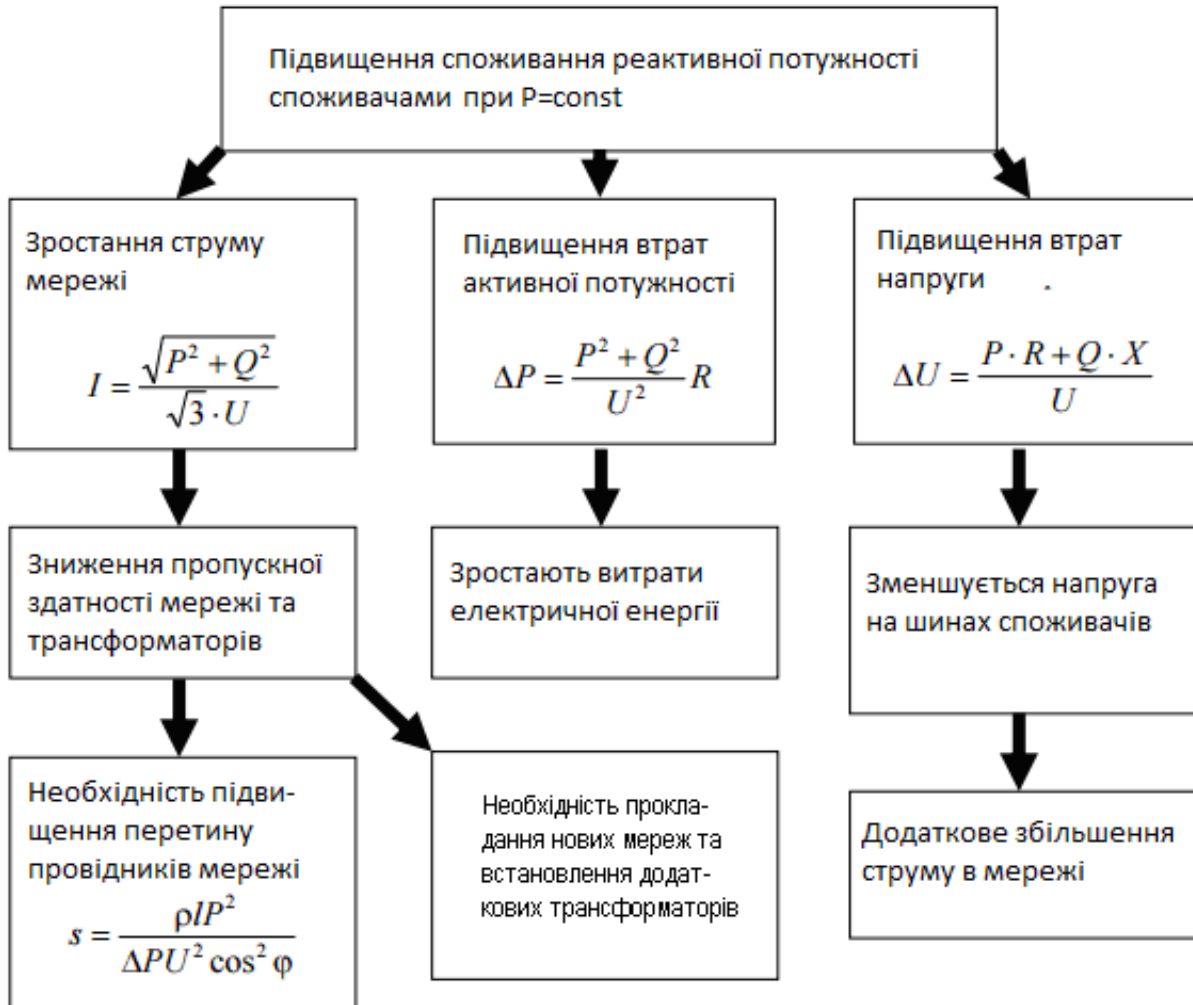 Підвищення споживання реактивної потужності
споживачами при P=const
Зростання струму
мережі
I = √(P² + Q²) / (√3 · U)
Підвищення втрат
активної потужності
ΔP = (P² + Q²) / U² R
Підвищення втрат
напруги .
ΔU = (P · R + Q · X) / U
Зниження пропускної
здатності мережі та
трансформаторів
Зростають витрати
електричної енергії
Зменшується напруга
на шинах споживачів
Необхідність підви-
щення перетину
провідників мережі
s = ρlP² / (ΔPU² cos² φ)
Необхідність прокла-
дання нових мереж та
встановлення додат-
кових трансформаторів
Додаткове збільшення
струму в мережі